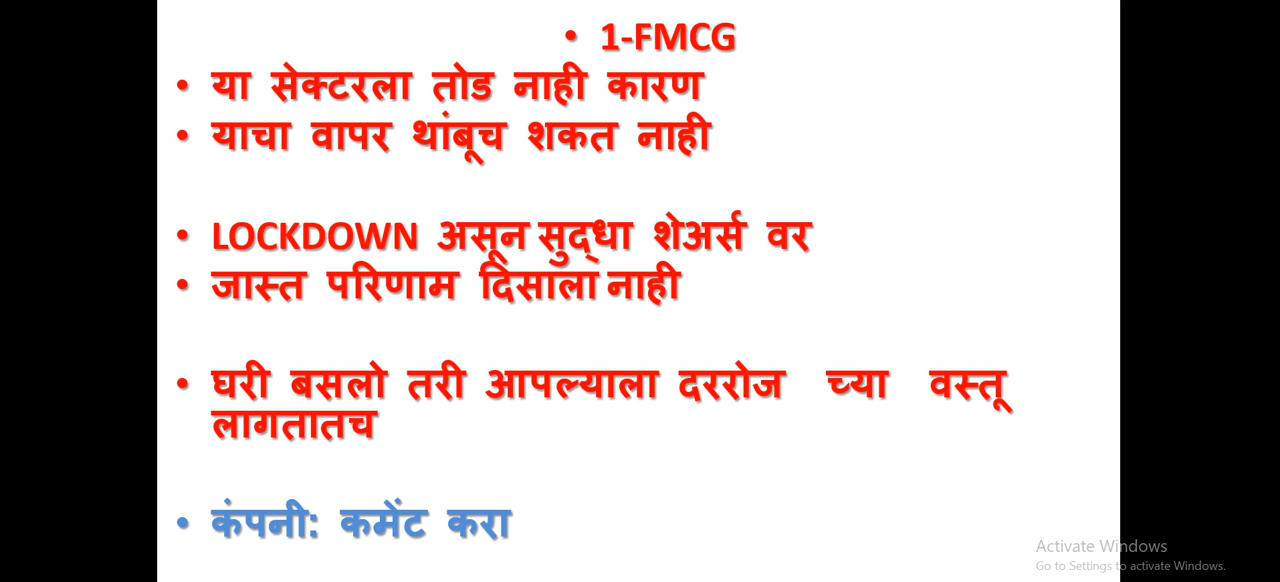 • 1-FMCG
• या सेक्टरला तोड नाही कारण
• याचा वापर थांबूच शकत नाही
• LOCKDOWN असून सुद्धा शेअर्स वर
• जास्त परिणाम दिसाला नाही
• घरी बसलो तरी आपल्याला दररोज च्या वस्तू
लागतातच
• कंपनी: कमेंट करा
Activate Windows
Go to Settings to activate Windows.